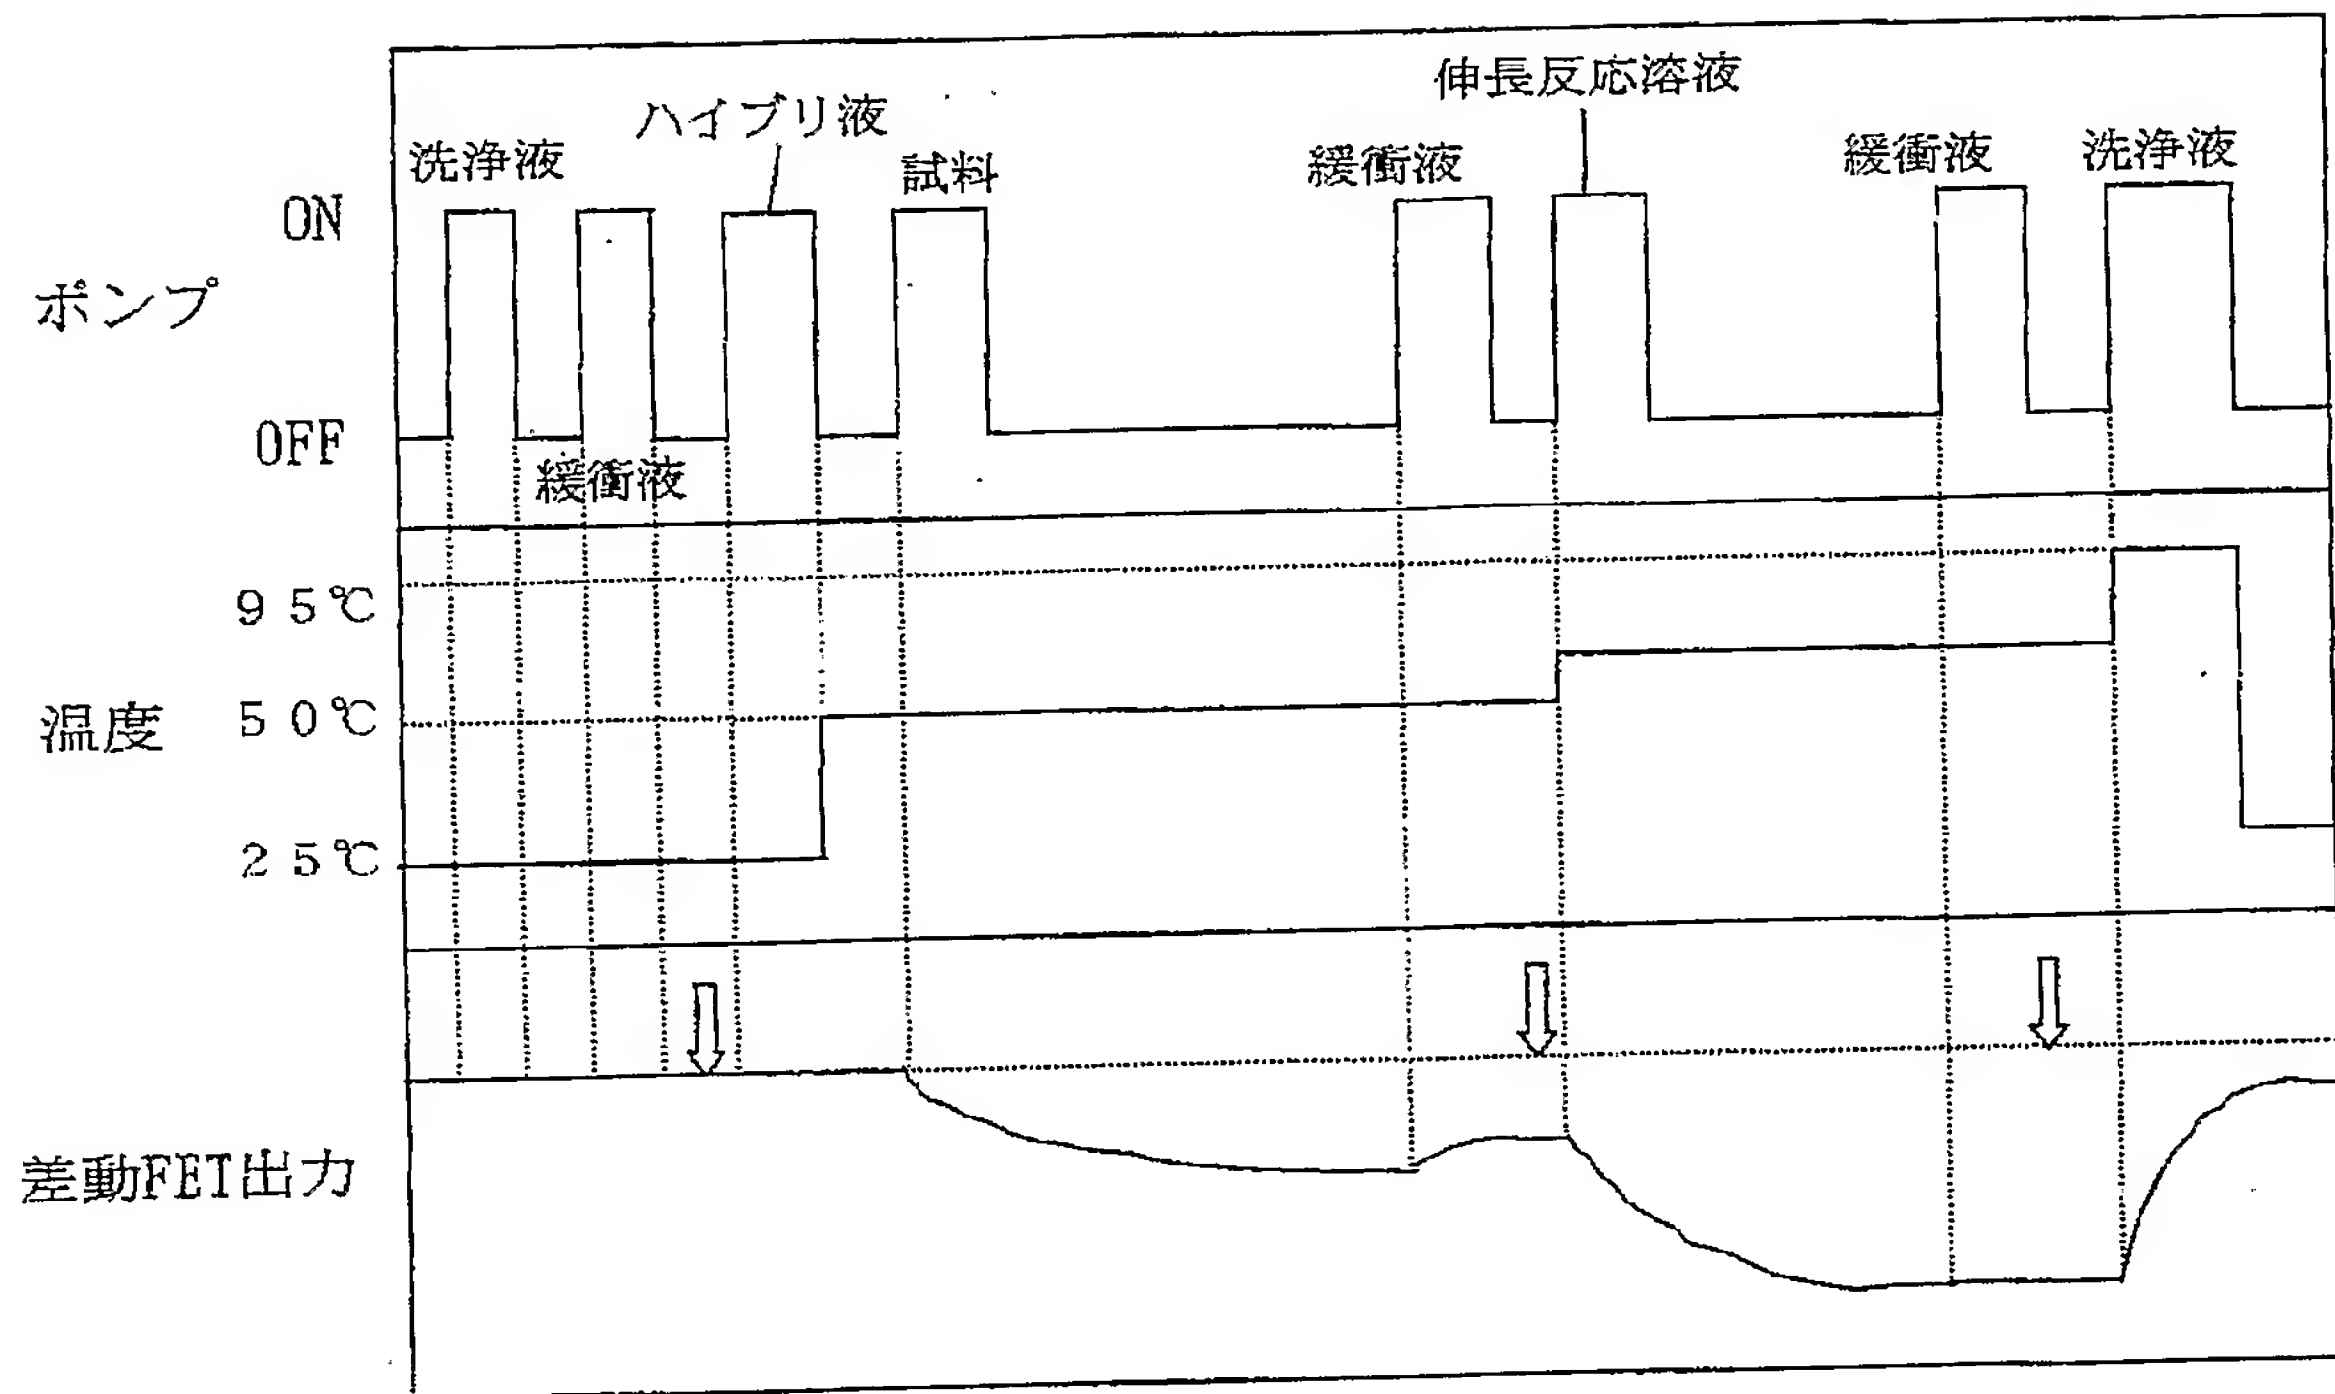 伸長反応溶液
ハイブリ液
洗浄液
試料
緩衝液
緩衝液
洗浄液
ON
ポンプ
OFF
緩衝液
95℃
温度
50℃
25℃
差動FET出力